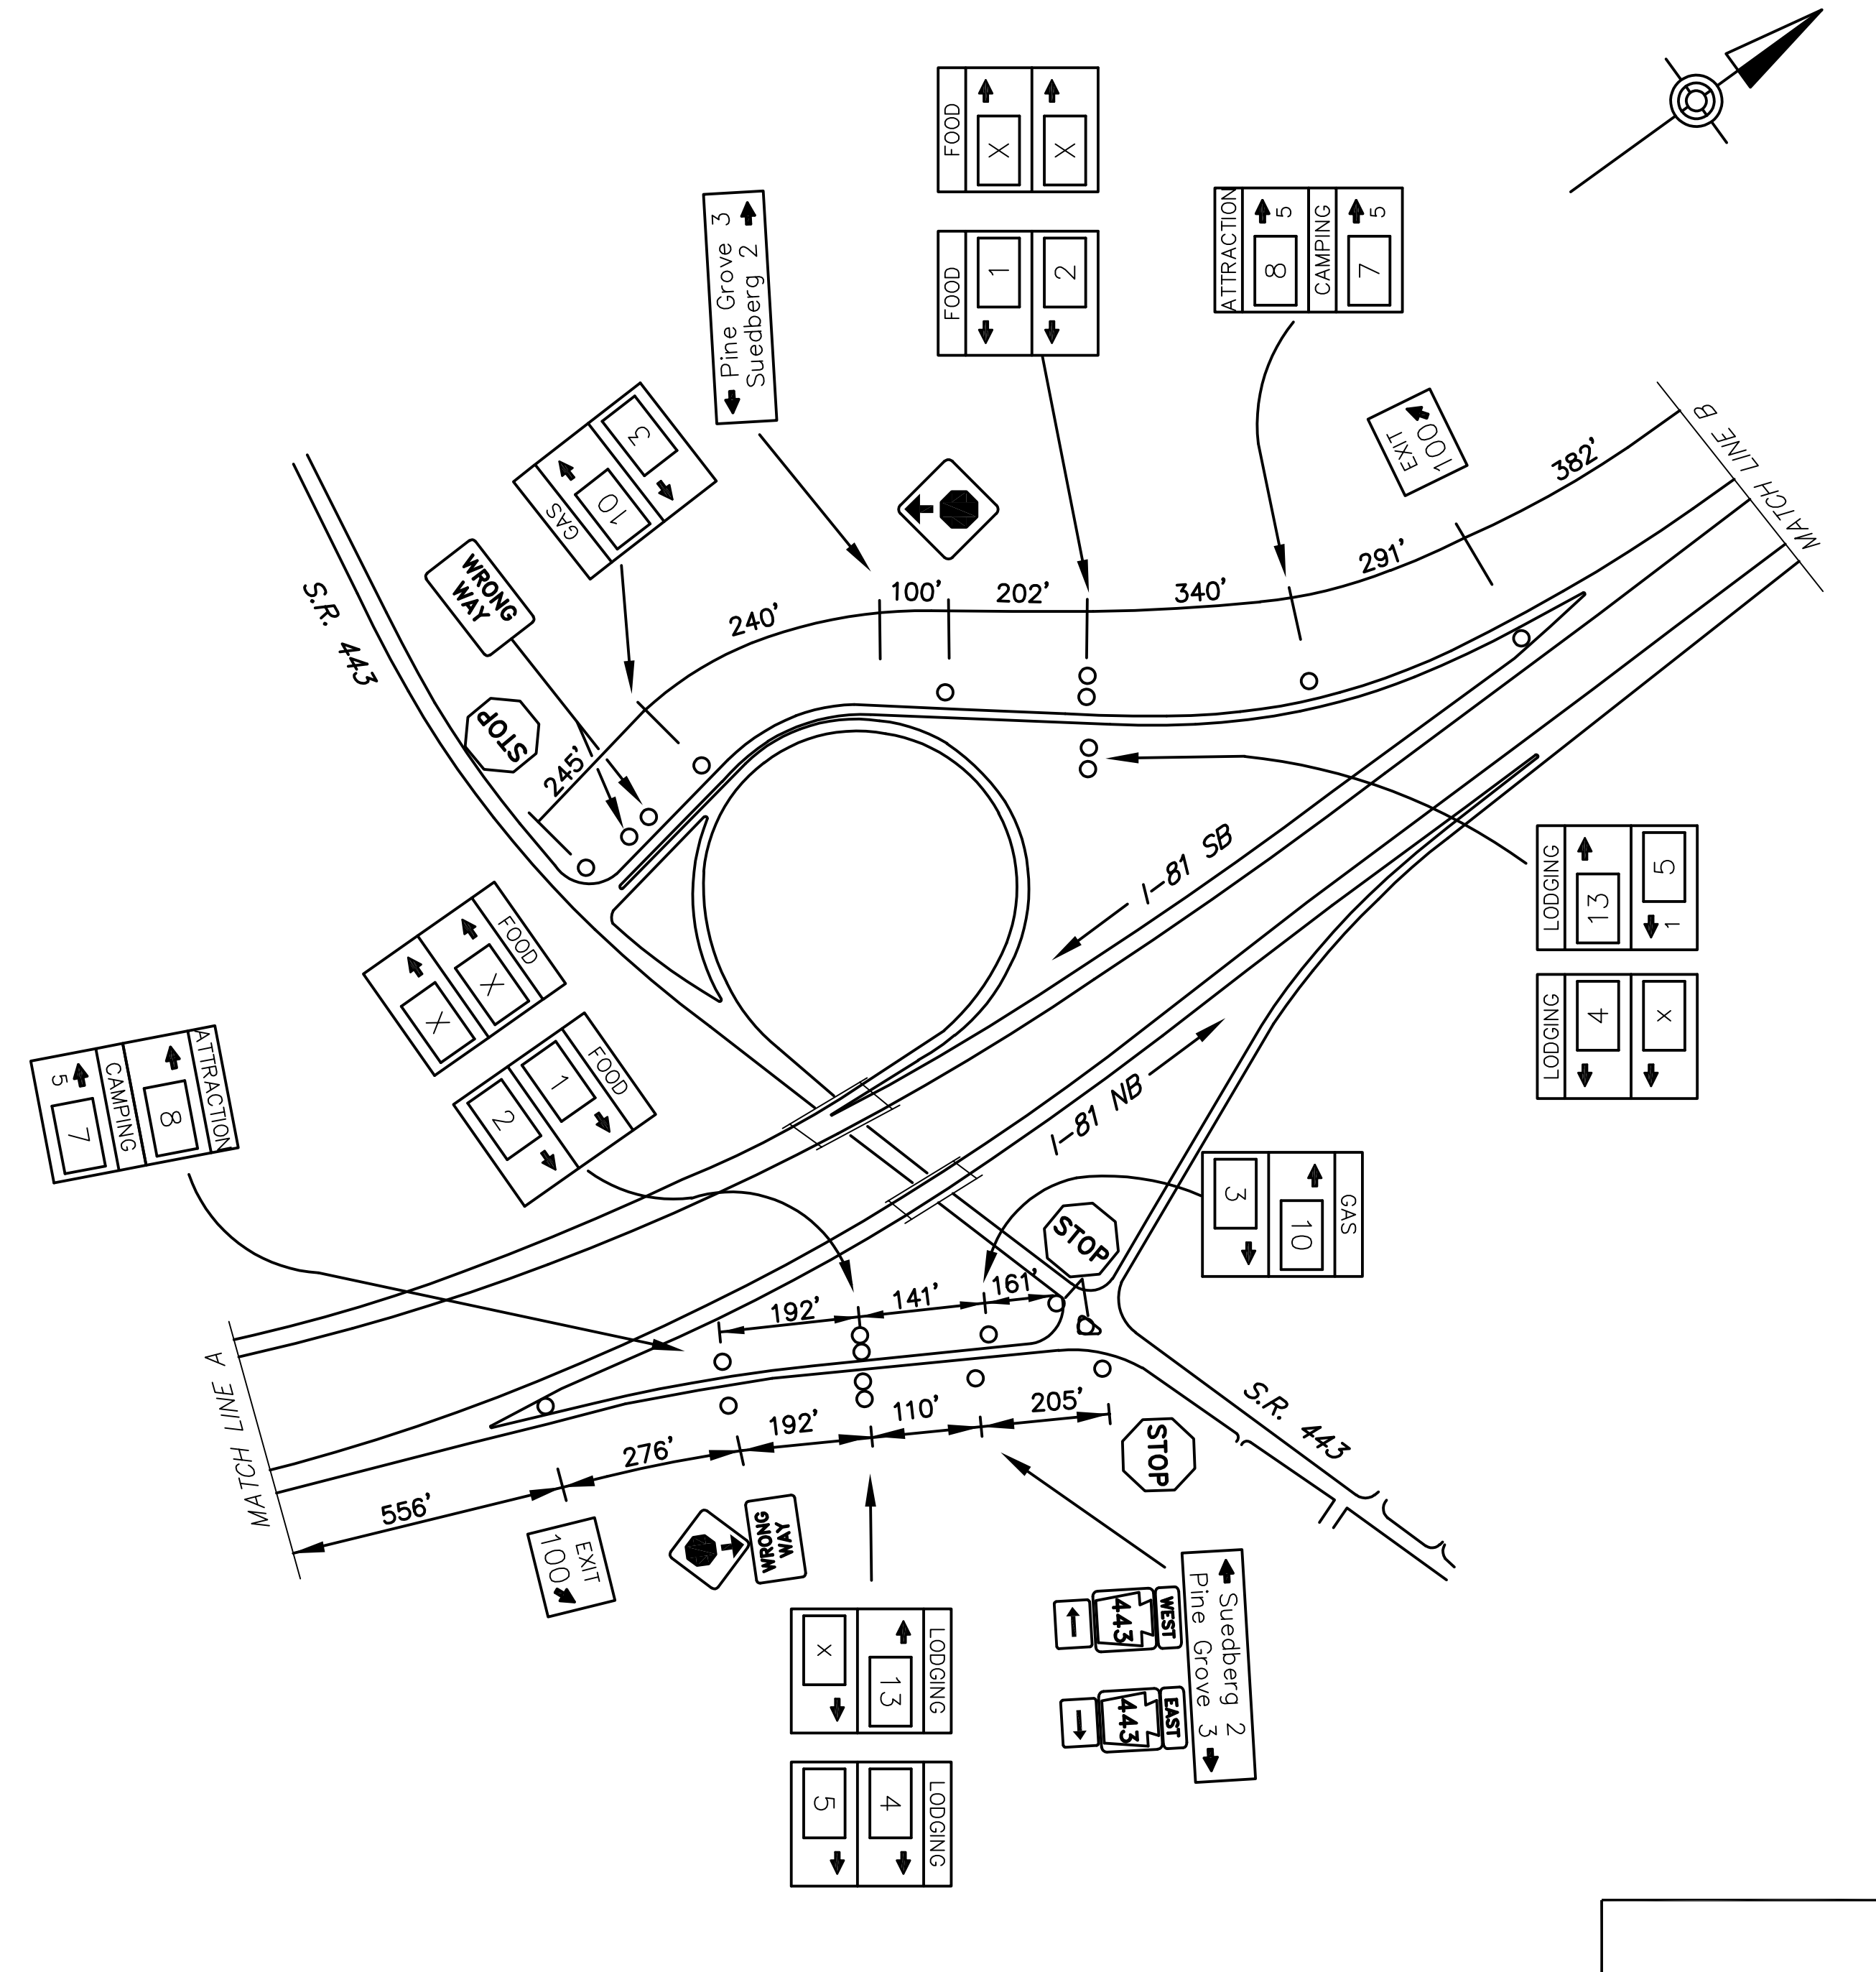 FOOD
X
X
FOOD
1
2
ATTRACTION
8
5
CAMPING
7
5
Pine Grove 3
Suedberg 2
GAS
10
3
WRONG
WAY
STOP
S.R. 443
EXIT
100
MATCH LINE B
382'
291'
340'
202'
100'
240'
245'
I-81 SB
LODGING
13
5
1
LODGING
4
x
FOOD
X
X
FOOD
1
2
ATTRACTION
8
CAMPING
7
5
I-81 NB
GAS
10
3
STOP
161'
141'
192'
MATCH LINE A
S.R. 443
205'
110'
192'
276'
556'
STOP
EXIT
100
WRONG
WAY
Suedberg 2
Pine Grove 3
WEST
443
EAST
443
LODGING
13
x
LODGING
4
5